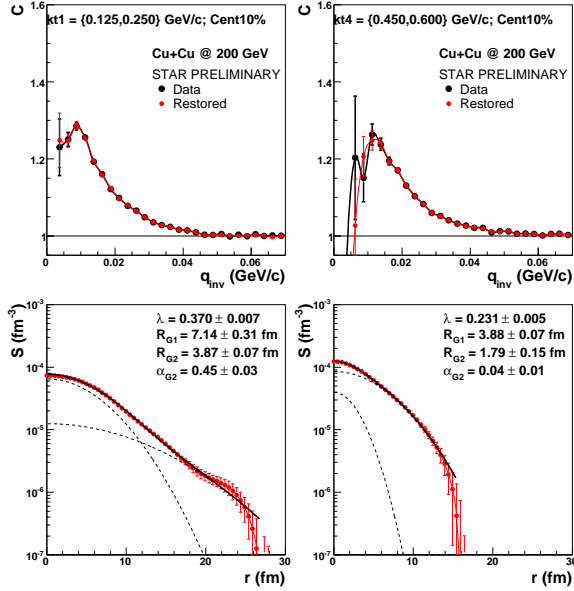 C
kt1 = {0.125,0.250} GeV/c; Cent10%
1.6
Cu+Cu @ 200 GeV
STAR PRELIMINARY
Data
Restored
1.4
1.2
1
0 0.02 0.04 0.06
q_inv (GeV/c)
C
kt4 = {0.450,0.600} GeV/c; Cent10%
1.6
Cu+Cu @ 200 GeV
STAR PRELIMINARY
Data
Restored
1.4
1.2
1
0 0.02 0.04 0.06
q_inv (GeV/c)
S (fm⁻³)
10⁻³
λ = 0.370 ± 0.007
R_G1 = 7.14 ± 0.31 fm
R_G2 = 3.87 ± 0.07 fm
α_G2 = 0.45 ± 0.03
10⁻⁴
10⁻⁵
10⁻⁶
10⁻⁷
0 10 20 30
r (fm)
S (fm⁻³)
10⁻³
λ = 0.231 ± 0.005
R_G1 = 3.88 ± 0.07 fm
R_G2 = 1.79 ± 0.15 fm
α_G2 = 0.04 ± 0.01
10⁻⁴
10⁻⁵
10⁻⁶
10⁻⁷
0 10 20 30
r (fm)